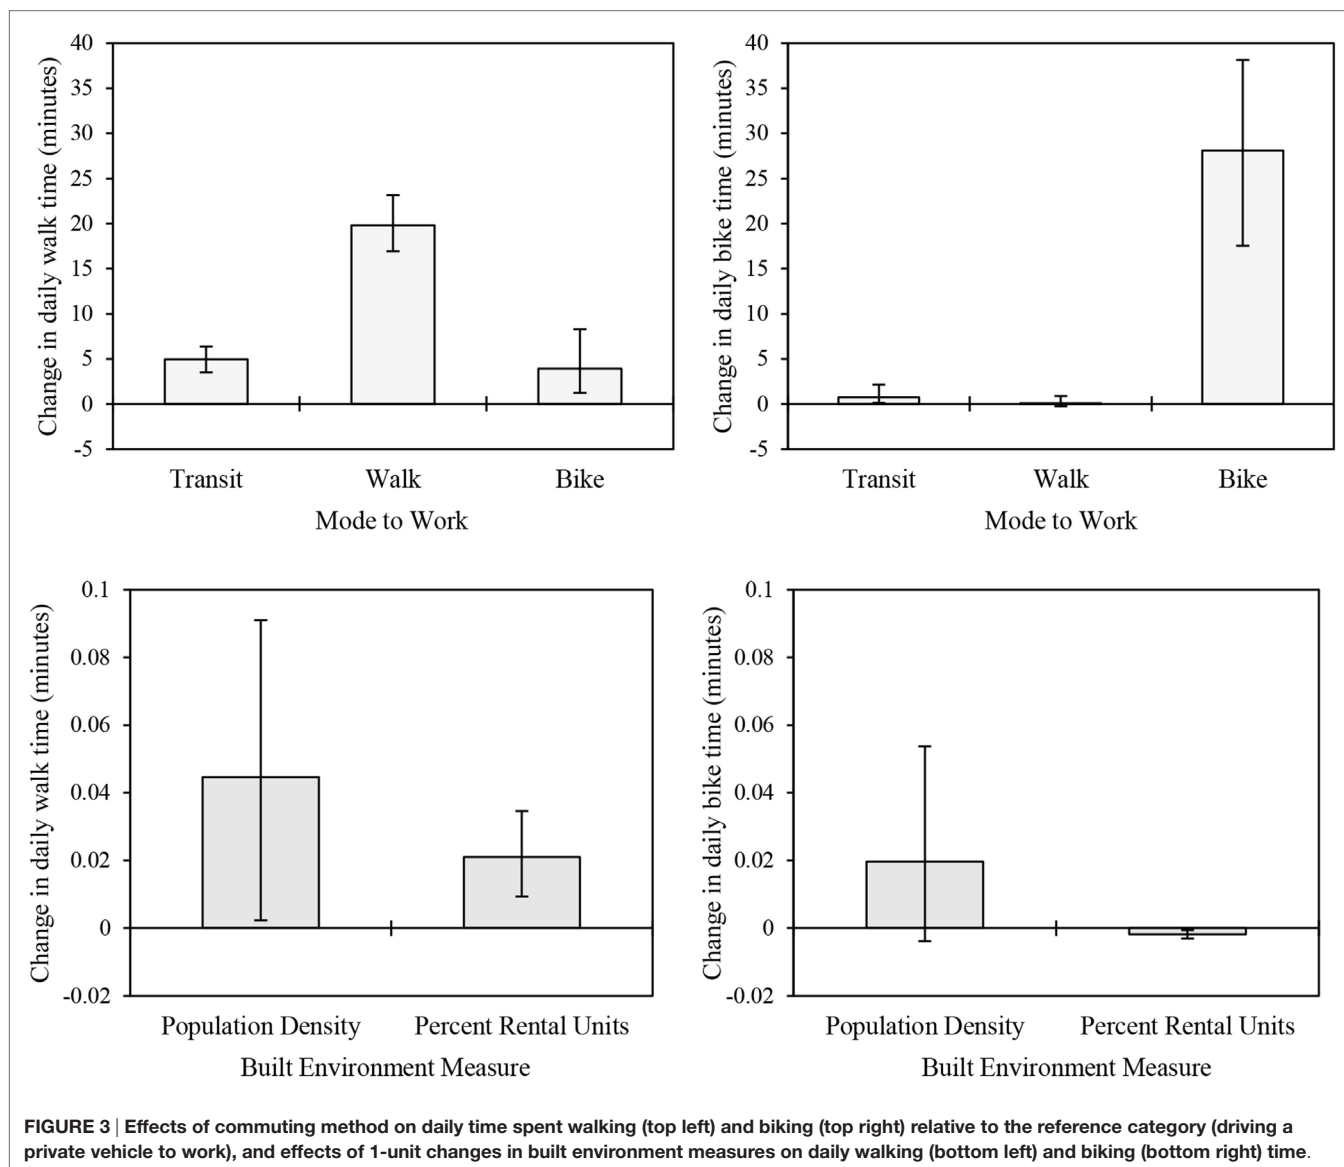 Change in daily walk time (minutes)
40
35
30
25
20
15
10
5
0
-5
Transit Walk Bike
Mode to Work
Change in daily bike time (minutes)
40
35
30
25
20
15
10
5
0
-5
Transit Walk Bike
Mode to Work
Change in daily walk time (minutes)
0.1
0.08
0.06
0.04
0.02
0
-0.02
Population Density Percent Rental Units
Built Environment Measure
Change in daily bike time (minutes)
0.1
0.08
0.06
0.04
0.02
0
-0.02
Population Density Percent Rental Units
Built Environment Measure
FIGURE 3 | Effects of commuting method on daily time spent walking (top left) and biking (top right) relative to the reference category (driving a
private vehicle to work), and effects of 1-unit changes in built environment measures on daily walking (bottom left) and biking (bottom right) time.